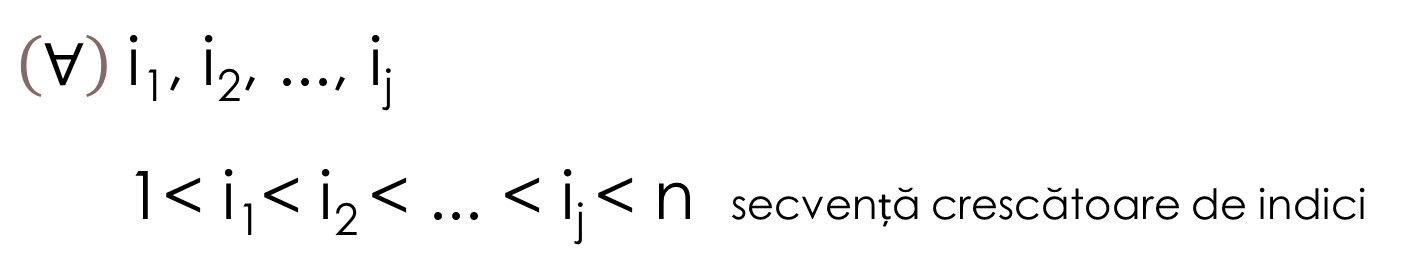 (∀) i₁, i₂, ..., iⱼ
1< i₁< i₂ < ... < iⱼ < n secvență crescătoare de indici